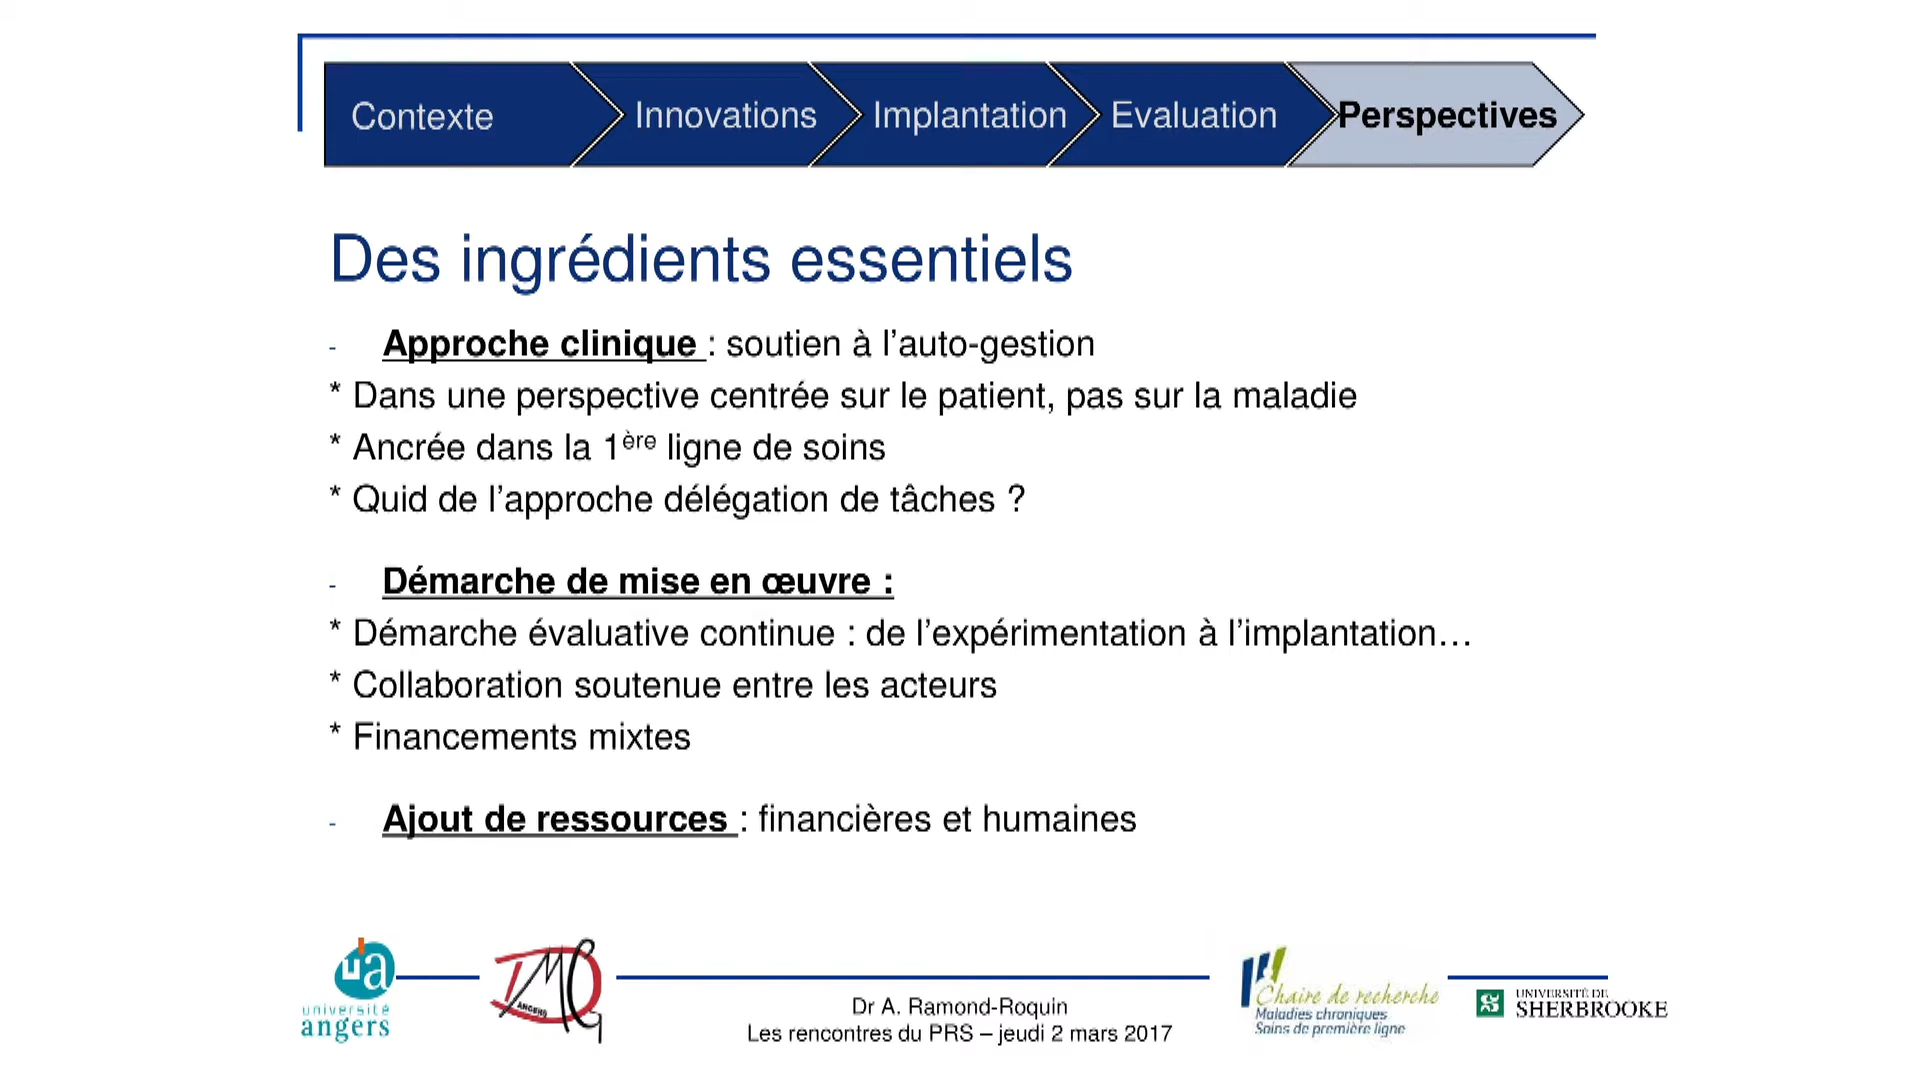 Contexte
Innovations
Implantation
Evaluation
Perspectives
Des ingrédients essentiels
- Approche clinique : soutien à l’auto-gestion
* Dans une perspective centrée sur le patient, pas sur la maladie
* Ancrée dans la 1ère ligne de soins
* Quid de l’approche délégation de tâches ?
- Démarche de mise en œuvre :
* Démarche évaluative continue : de l’expérimentation à l’implantation…
* Collaboration soutenue entre les acteurs
* Financements mixtes
- Ajout de ressources : financières et humaines
ua
université
angers
DMG
ANGERS
Dr A. Ramond-Roquin
Les rencontres du PRS – jeudi 2 mars 2017
Chaire de recherche
Maladies chroniques
Soins de première ligne
UNIVERSITÉ DE
SHERBROOKE